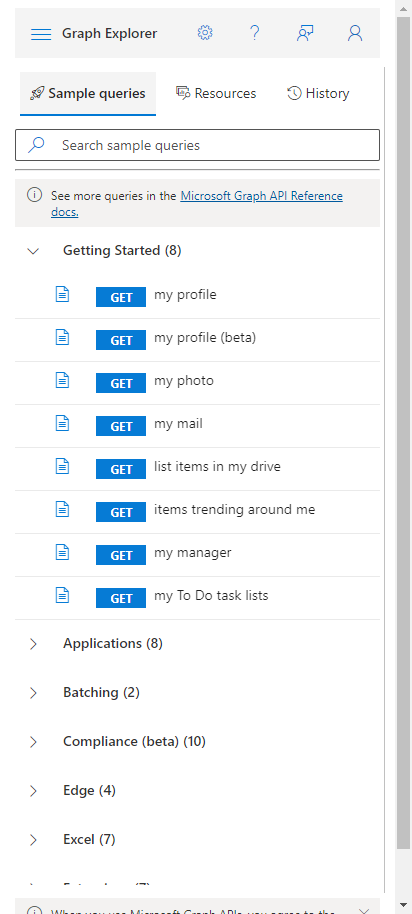 Graph Explorer
Sample queries Resources History
Search sample queries
See more queries in the Microsoft Graph API Reference
docs.
Getting Started (8)
GET my profile
GET my profile (beta)
GET my photo
GET my mail
GET list items in my drive
GET items trending around me
GET my manager
GET my To Do task lists
Applications (8)
Batching (2)
Compliance (beta) (10)
Edge (4)
Excel (7)
When you use Microsoft Graph APIs, you agree to the